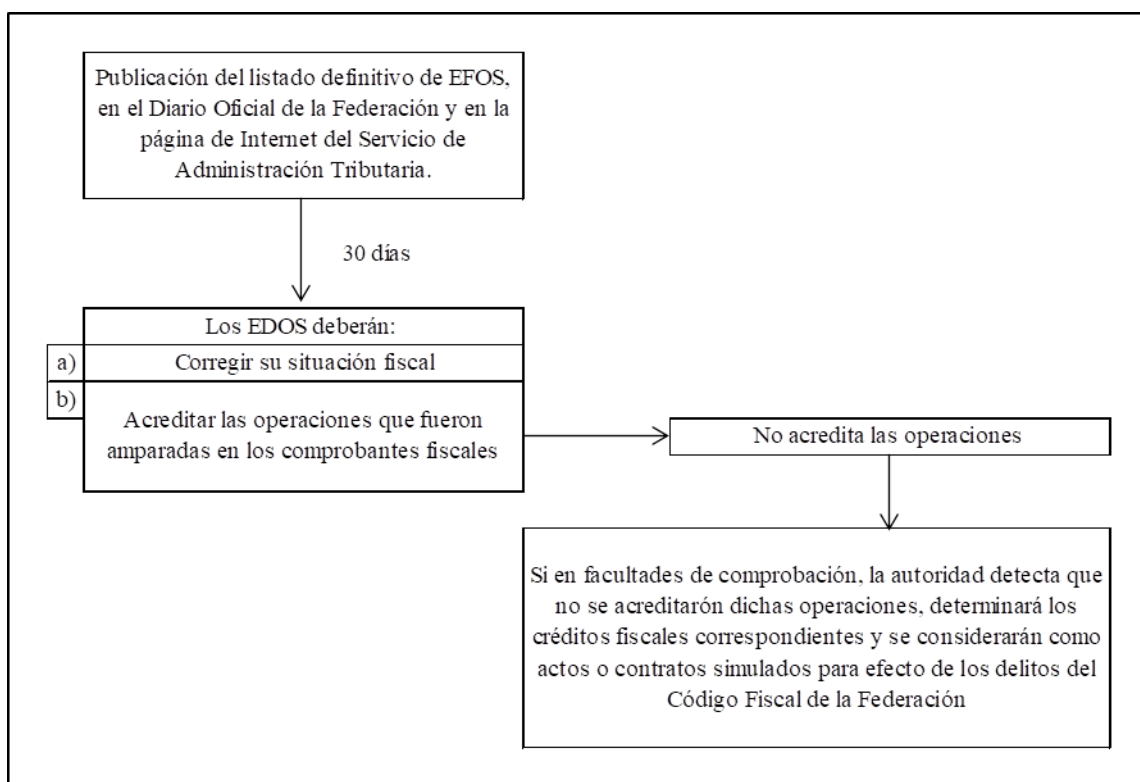 Publicación del listado definitivo de EFOS,
en el Diario Oficial de la Federación y en la
página de Internet del Servicio de
Administración Tributaria.
30 días
Los EDOS deberán:
a) Corregir su situación fiscal
b)
Acreditar las operaciones que fueron
amparadas en los comprobantes fiscales
No acredita las operaciones
Si en facultades de comprobación, la autoridad detecta que
no se acreditarón dichas operaciones, determinará los
créditos fiscales correspondientes y se considerarán como
actos o contratos simulados para efecto de los delitos del
Código Fiscal de la Federación